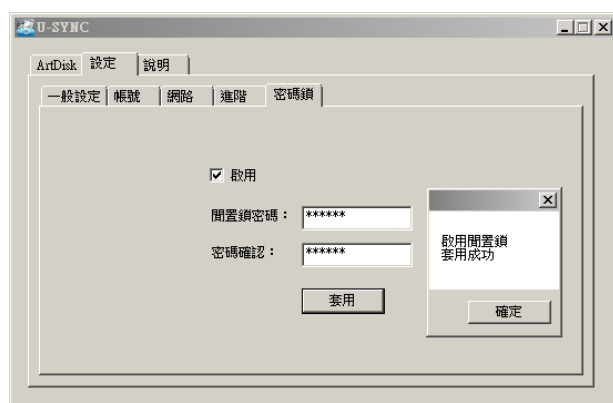 U-SYNC
ArtDisk 設定 說明
一般設定 帳號 網路 進階 密碼鎖
啟用
閒置鎖密碼： ******
密碼確認： ******
套用
啟用閒置鎖
套用成功
確定